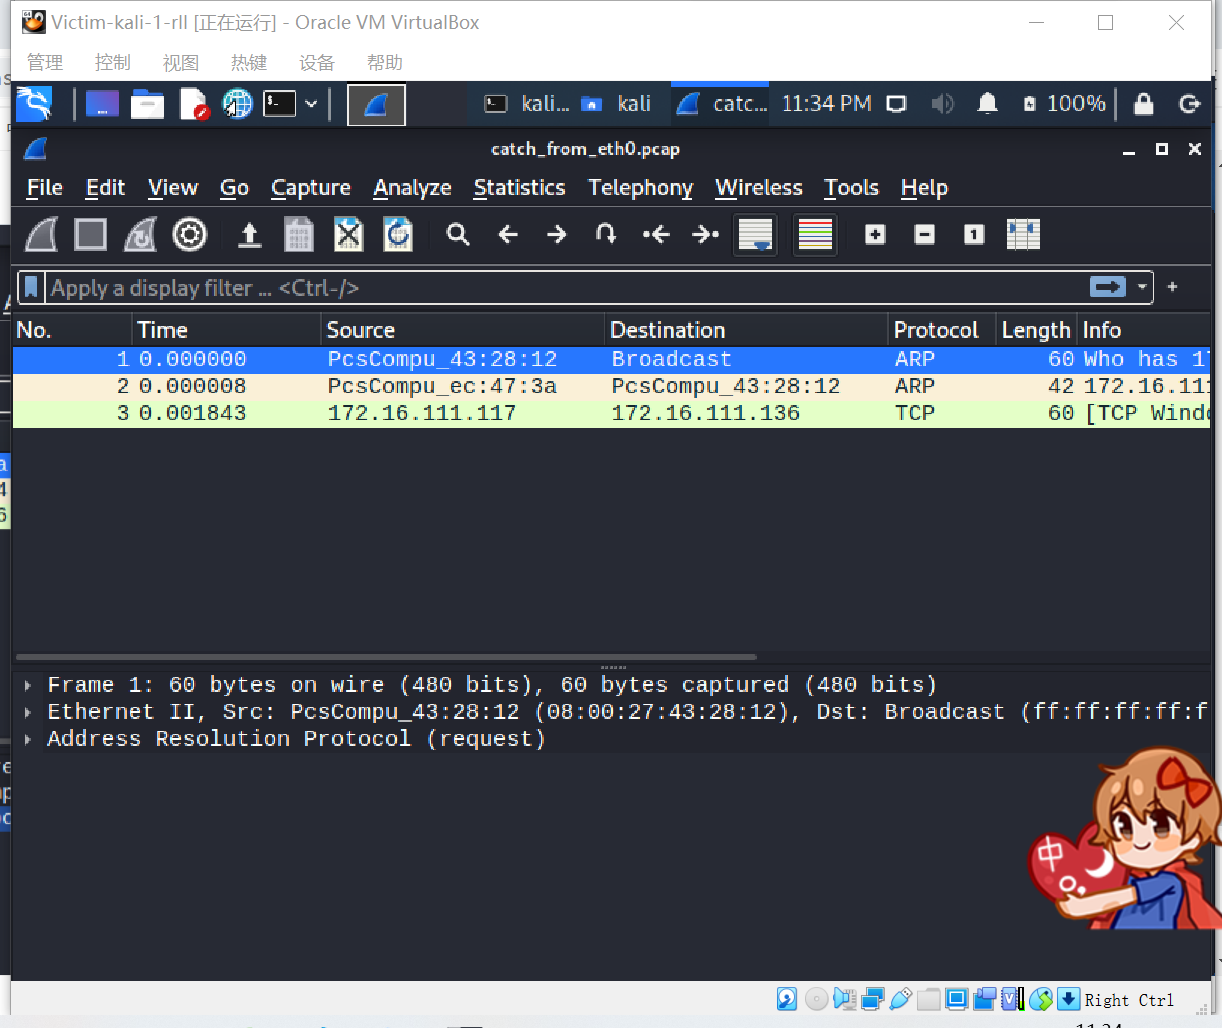 Victim-kali-1-rll [正在运行] - Oracle VM VirtualBox
管理 控制 视图 热键 设备 帮助
kali... kali catc... 11:34 PM 100%
catch_from_eth0.pcap
File Edit View Go Capture Analyze Statistics Telephony Wireless Tools Help
Apply a display filter ... <Ctrl-/>
No. Time Source Destination Protocol Length Info
1 0.000000 PcsCompu_43:28:12 Broadcast ARP 60 Who has
2 0.000008 PcsCompu_ec:47:3a PcsCompu_43:28:12 ARP 42
3 0.001843 172.16.111.117 172.16.111.136 TCP 60 [TCP
Frame 1: 60 bytes on wire (480 bits), 60 bytes captured (480 bits)
Ethernet II, Src: PcsCompu_43:28:12 (08:00:27:43:28:12), Dst: Broadcast (ff:ff:ff:ff:f
Address Resolution Protocol (request)
中
Right Ctrl